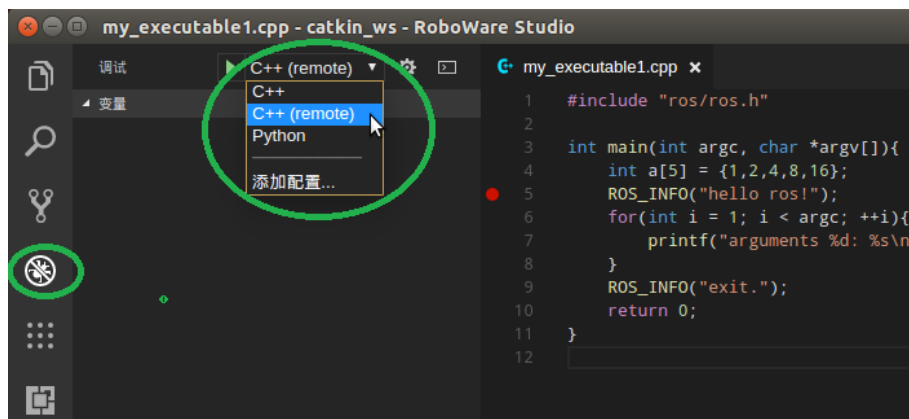 my_executable1.cpp - catkin_ws - RoboWare Studio
调试
C++ (remote)
变量
C++
C++ (remote)
Python
添加配置...
my_executable1.cpp
1 #include "ros/ros.h"
2
3 int main(int argc, char *argv[]){
4 int a[5] = {1,2,4,8,16};
5 ROS_INFO("hello ros!");
6 for(int i = 1; i < argc; ++i){
7 printf("arguments %d: %s\n
8 }
9 ROS_INFO("exit.");
10 return 0;
11 }
12